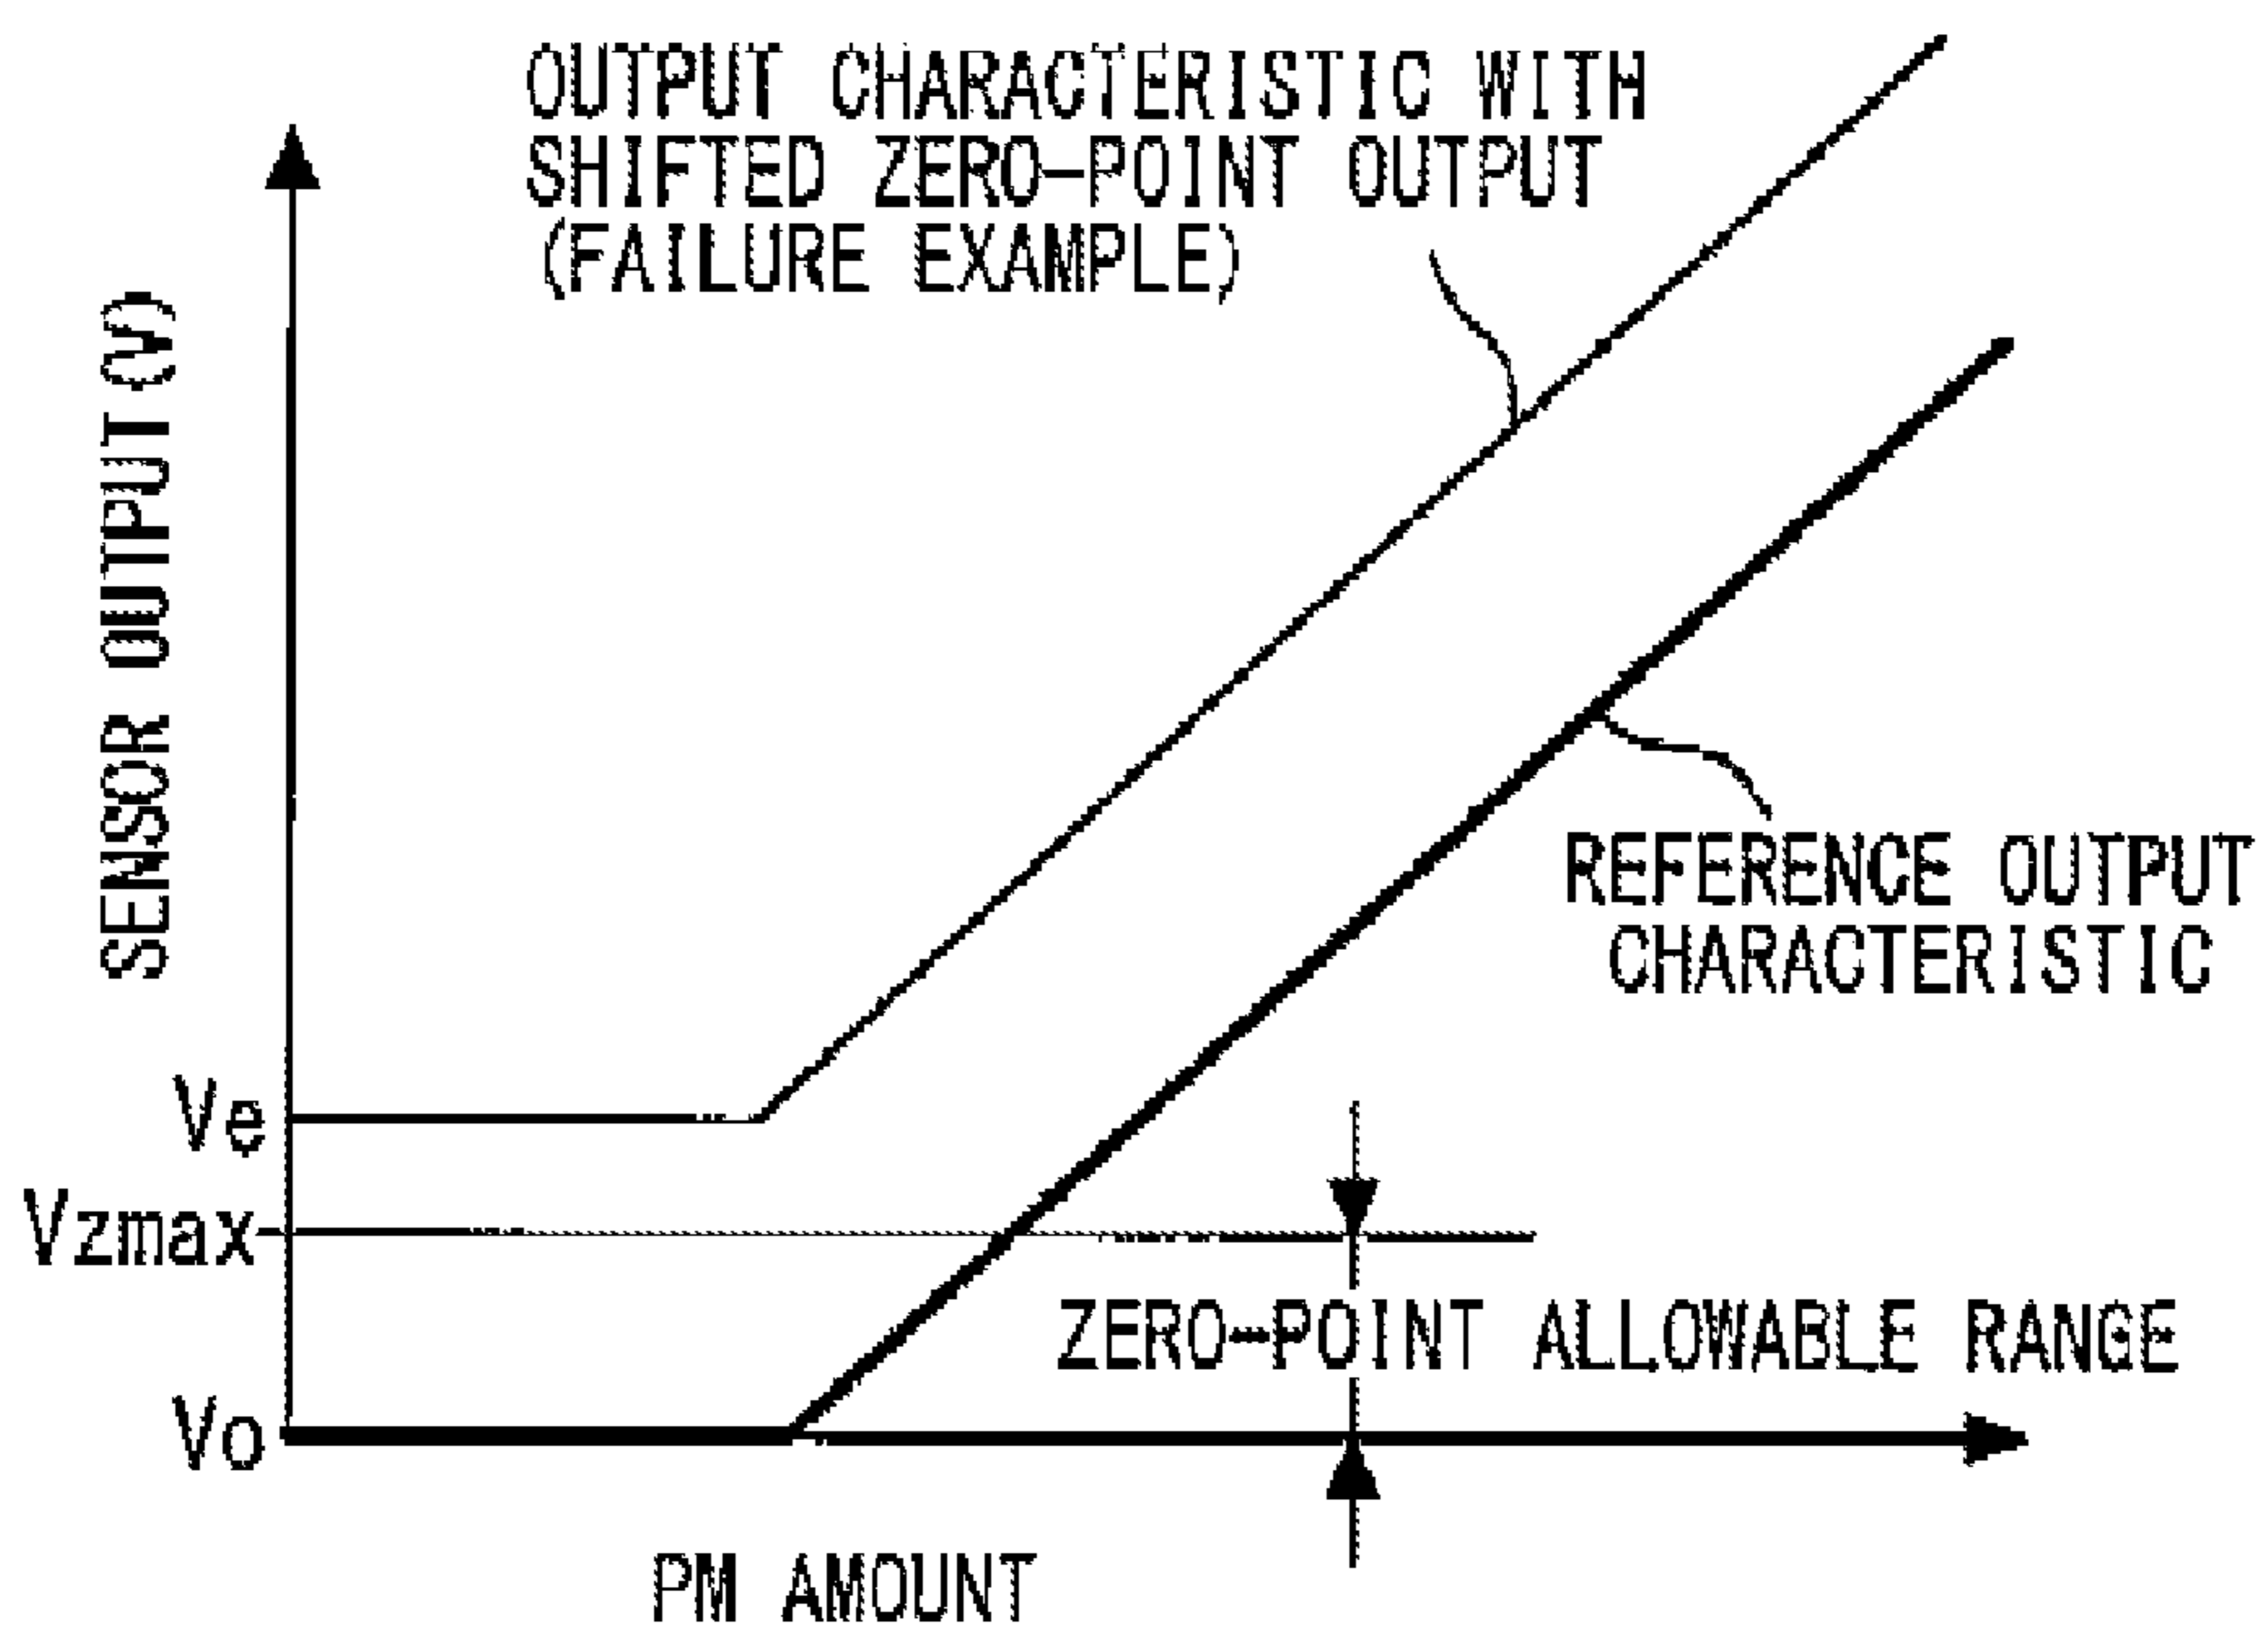 OUTPUT CHARACTERISTIC WITH
SHIFTED ZERO-POINT OUTPUT
(FAILURE EXAMPLE)
SENSOR OUTPUT(V)
REFERENCE OUTPUT
CHARACTERISTIC
Ve
Vzmax
ZERO-POINT ALLOWABLE RANGE
Vo
PM AMOUNT